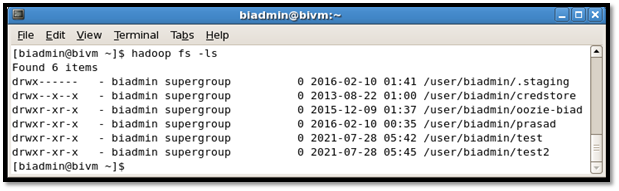 biadmin@bivm:~
File Edit View Terminal Tabs Help
[biadmin@bivm ~]$ hadoop fs -ls
Found 6 items
drwx------   - biadmin supergroup          0 2016-02-10 01:41 /user/biadmin/.staging
drwx--x--x   - biadmin supergroup          0 2013-08-22 01:00 /user/biadmin/credstore
drwxr-xr-x   - biadmin supergroup          0 2015-12-09 01:37 /user/biadmin/oozie-biad
drwxr-xr-x   - biadmin supergroup          0 2016-02-10 00:35 /user/biadmin/prasad
drwxr-xr-x   - biadmin supergroup          0 2021-07-28 05:42 /user/biadmin/test
drwxr-xr-x   - biadmin supergroup          0 2021-07-28 05:45 /user/biadmin/test2
[biadmin@bivm ~]$